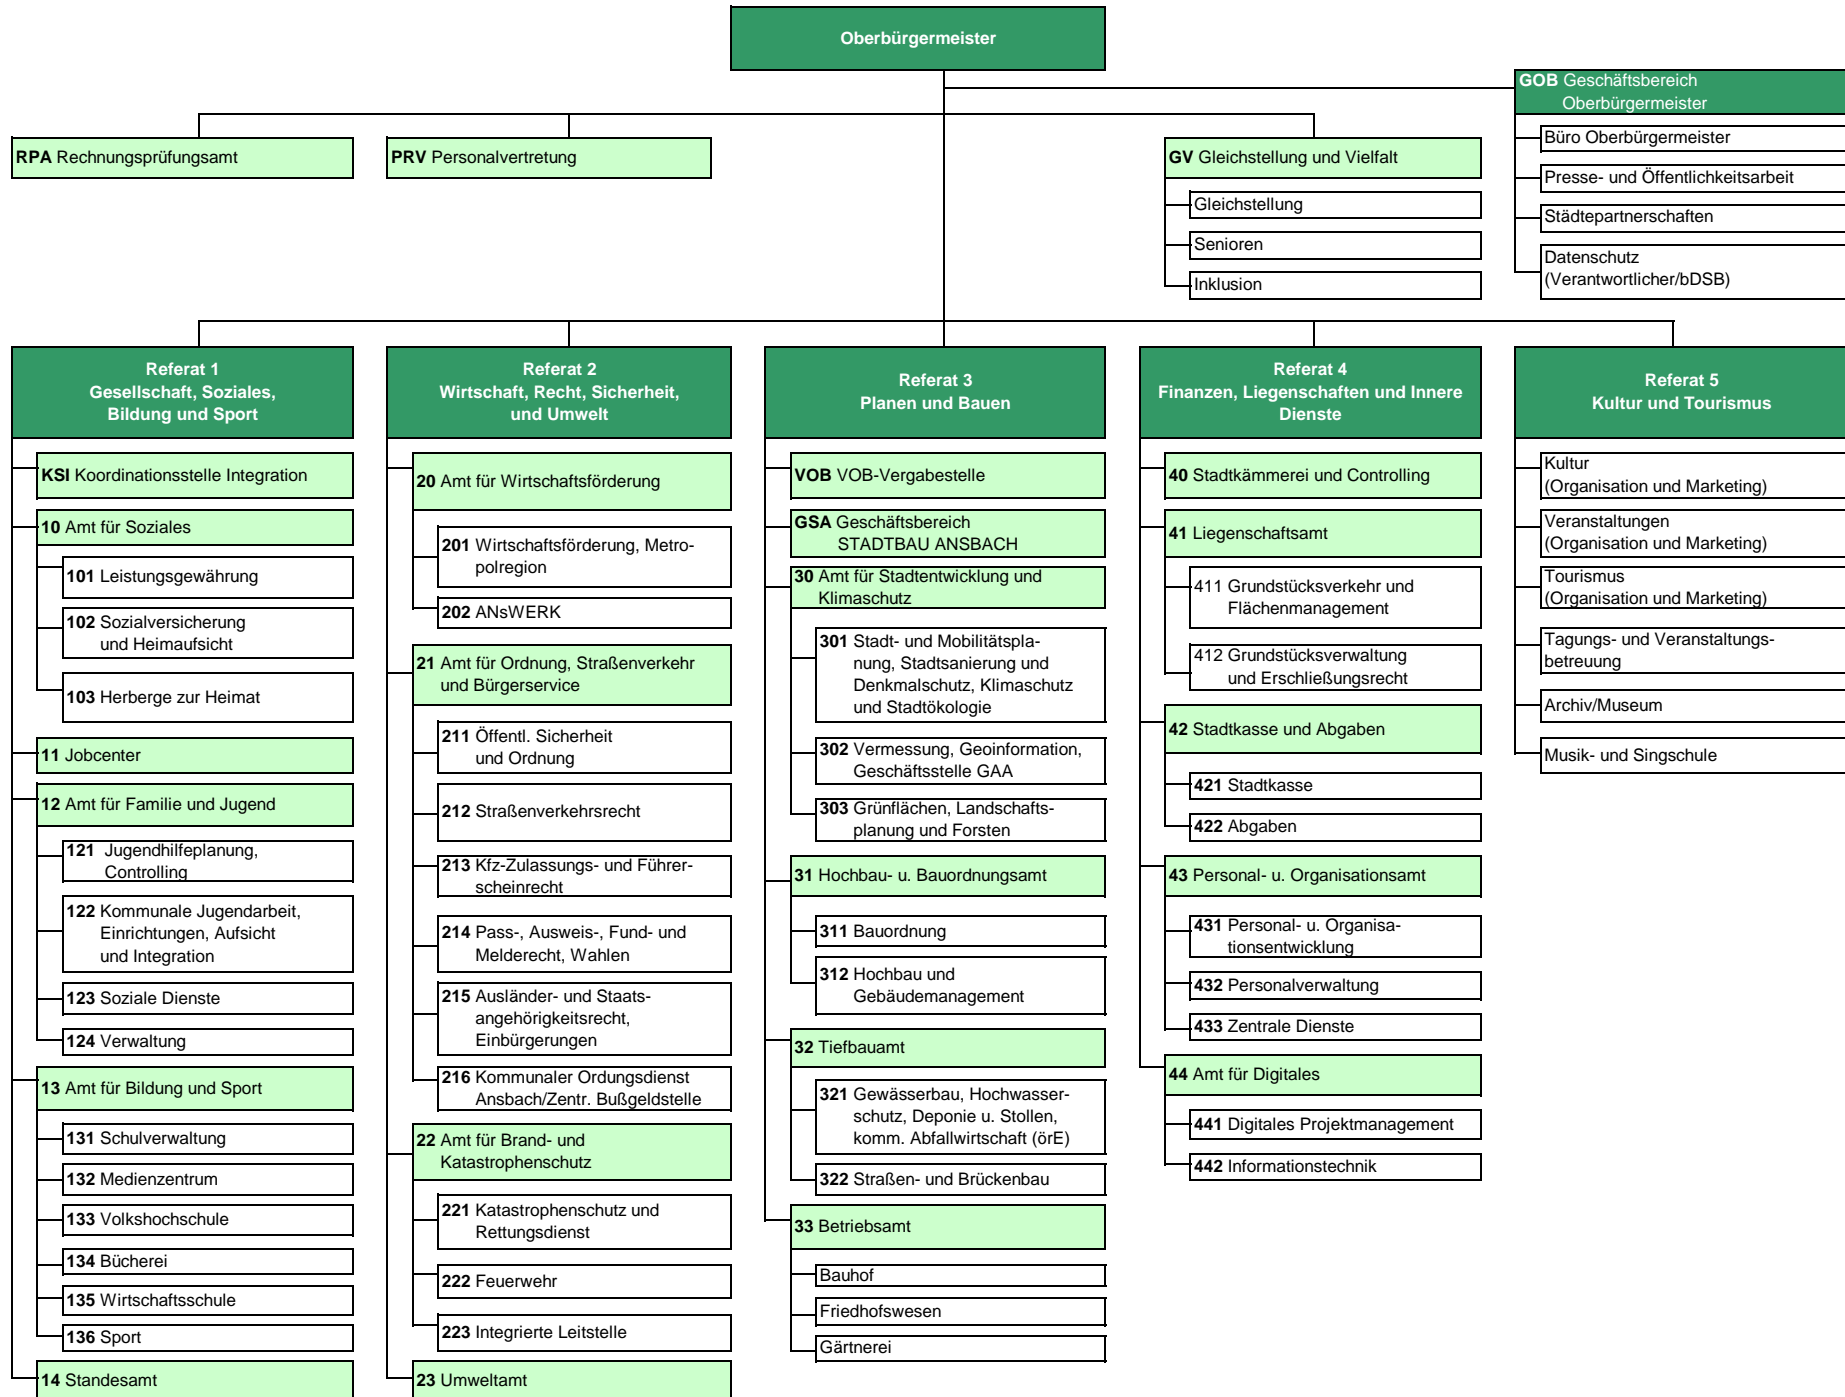 Oberbürgermeister
GOB Geschäftsbereich
Oberbürgermeister
Büro Oberbürgermeister
Presse- und Öffentlichkeitsarbeit
Städtepartnerschaften
Datenschutz
(Verantwortlicher/bDSB)
RPA Rechnungsprüfungsamt
PRV Personalvertretung
GV Gleichstellung und Vielfalt
Gleichstellung
Senioren
Inklusion
Referat 1
Gesellschaft, Soziales,
Bildung und Sport
KSI Koordinationsstelle Integration
10 Amt für Soziales
101 Leistungsgewährung
102 Sozialversicherung
und Heimaufsicht
103 Herberge zur Heimat
11 Jobcenter
12 Amt für Familie und Jugend
121 Jugendhilfeplanung,
Controlling
122 Kommunale Jugendarbeit,
Einrichtungen, Aufsicht
und Integration
123 Soziale Dienste
124 Verwaltung
13 Amt für Bildung und Sport
131 Schulverwaltung
132 Medienzentrum
133 Volkshochschule
134 Bücherei
135 Wirtschaftsschule
136 Sport
14 Standesamt
Referat 2
Wirtschaft, Recht, Sicherheit,
und Umwelt
20 Amt für Wirtschaftsförderung
201 Wirtschaftsförderung, Metro-
polregion
202 ANsWERK
21 Amt für Ordnung, Straßenverkehr
und Bürgerservice
211 Öffentl. Sicherheit
und Ordnung
212 Straßenverkehrsrecht
213 Kfz-Zulassungs- und Führer-
scheinrecht
214 Pass-, Ausweis-, Fund- und
Melderecht, Wahlen
215 Ausländer- und Staats-
angehörigkeitsrecht,
Einbürgerungen
216 Kommunaler Ordungsdienst
Ansbach/Zentr. Bußgeldstelle
22 Amt für Brand- und
Katastrophenschutz
221 Katastrophenschutz und
Rettungsdienst
222 Feuerwehr
223 Integrierte Leitstelle
23 Umweltamt
Referat 3
Planen und Bauen
VOB VOB-Vergabestelle
GSA Geschäftsbereich
STADTBAU ANSBACH
30 Amt für Stadtentwicklung und
Klimaschutz
301 Stadt- und Mobilitätspla-
nung, Stadtsanierung und
Denkmalschutz, Klimaschutz
und Stadtökologie
302 Vermessung, Geoinformation,
Geschäftsstelle GAA
303 Grünflächen, Landschafts-
planung und Forsten
31 Hochbau- u. Bauordnungsamt
311 Bauordnung
312 Hochbau und
Gebäudemanagement
32 Tiefbauamt
321 Gewässerbau, Hochwasser-
schutz, Deponie u. Stollen,
komm. Abfallwirtschaft (örE)
322 Straßen- und Brückenbau
33 Betriebsamt
Bauhof
Friedhofswesen
Gärtnerei
Referat 4
Finanzen, Liegenschaften und Innere
Dienste
40 Stadtkämmerei und Controlling
41 Liegenschaftsamt
411 Grundstücksverkehr und
Flächenmanagement
412 Grundstücksverwaltung
und Erschließungsrecht
42 Stadtkasse und Abgaben
421 Stadtkasse
422 Abgaben
43 Personal- u. Organisationsamt
431 Personal- u. Organisa-
tionsentwicklung
432 Personalverwaltung
433 Zentrale Dienste
44 Amt für Digitales
441 Digitales Projektmanagement
442 Informationstechnik
Referat 5
Kultur und Tourismus
Kultur
(Organisation und Marketing)
Veranstaltungen
(Organisation und Marketing)
Tourismus
(Organisation und Marketing)
Tagungs- und Veranstaltungs-
betreuung
Archiv/Museum
Musik- und Singschule